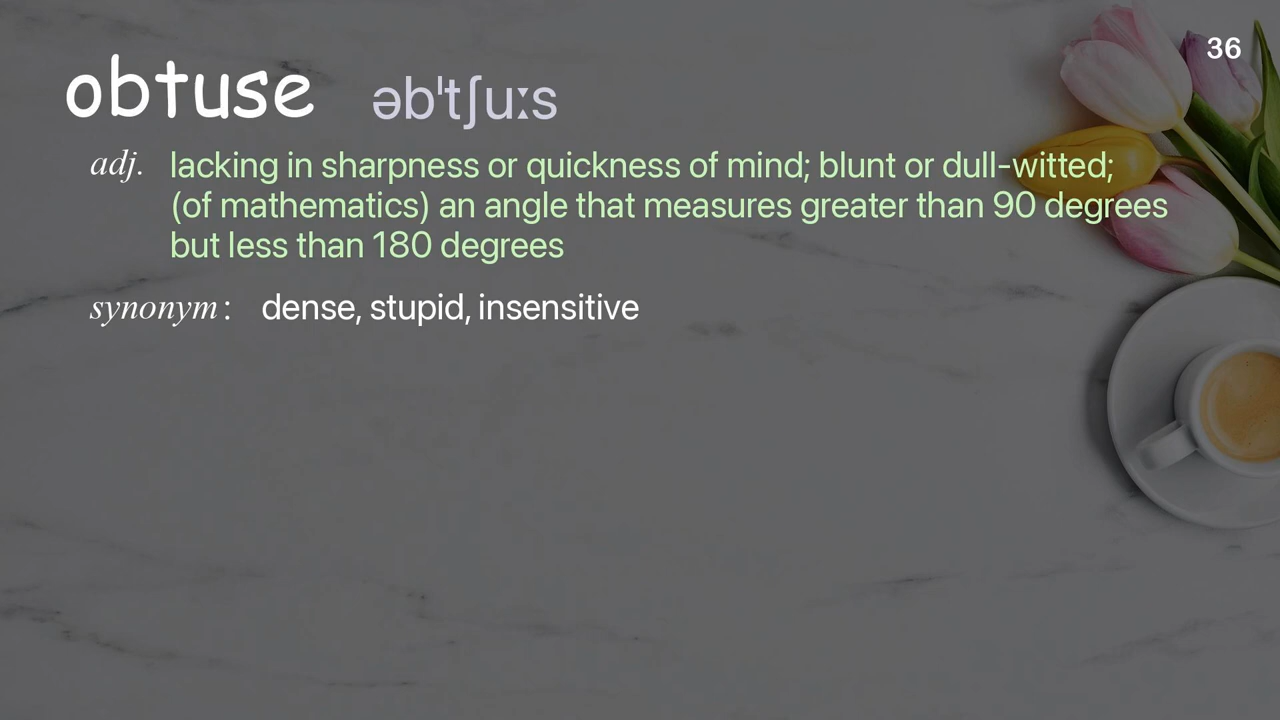 36
obtuse əbˈtʃuːs
adj. lacking in sharpness or quickness of mind; blunt or dull-witted;
(of mathematics) an angle that measures greater than 90 degrees
but less than 180 degrees
synonym: dense, stupid, insensitive